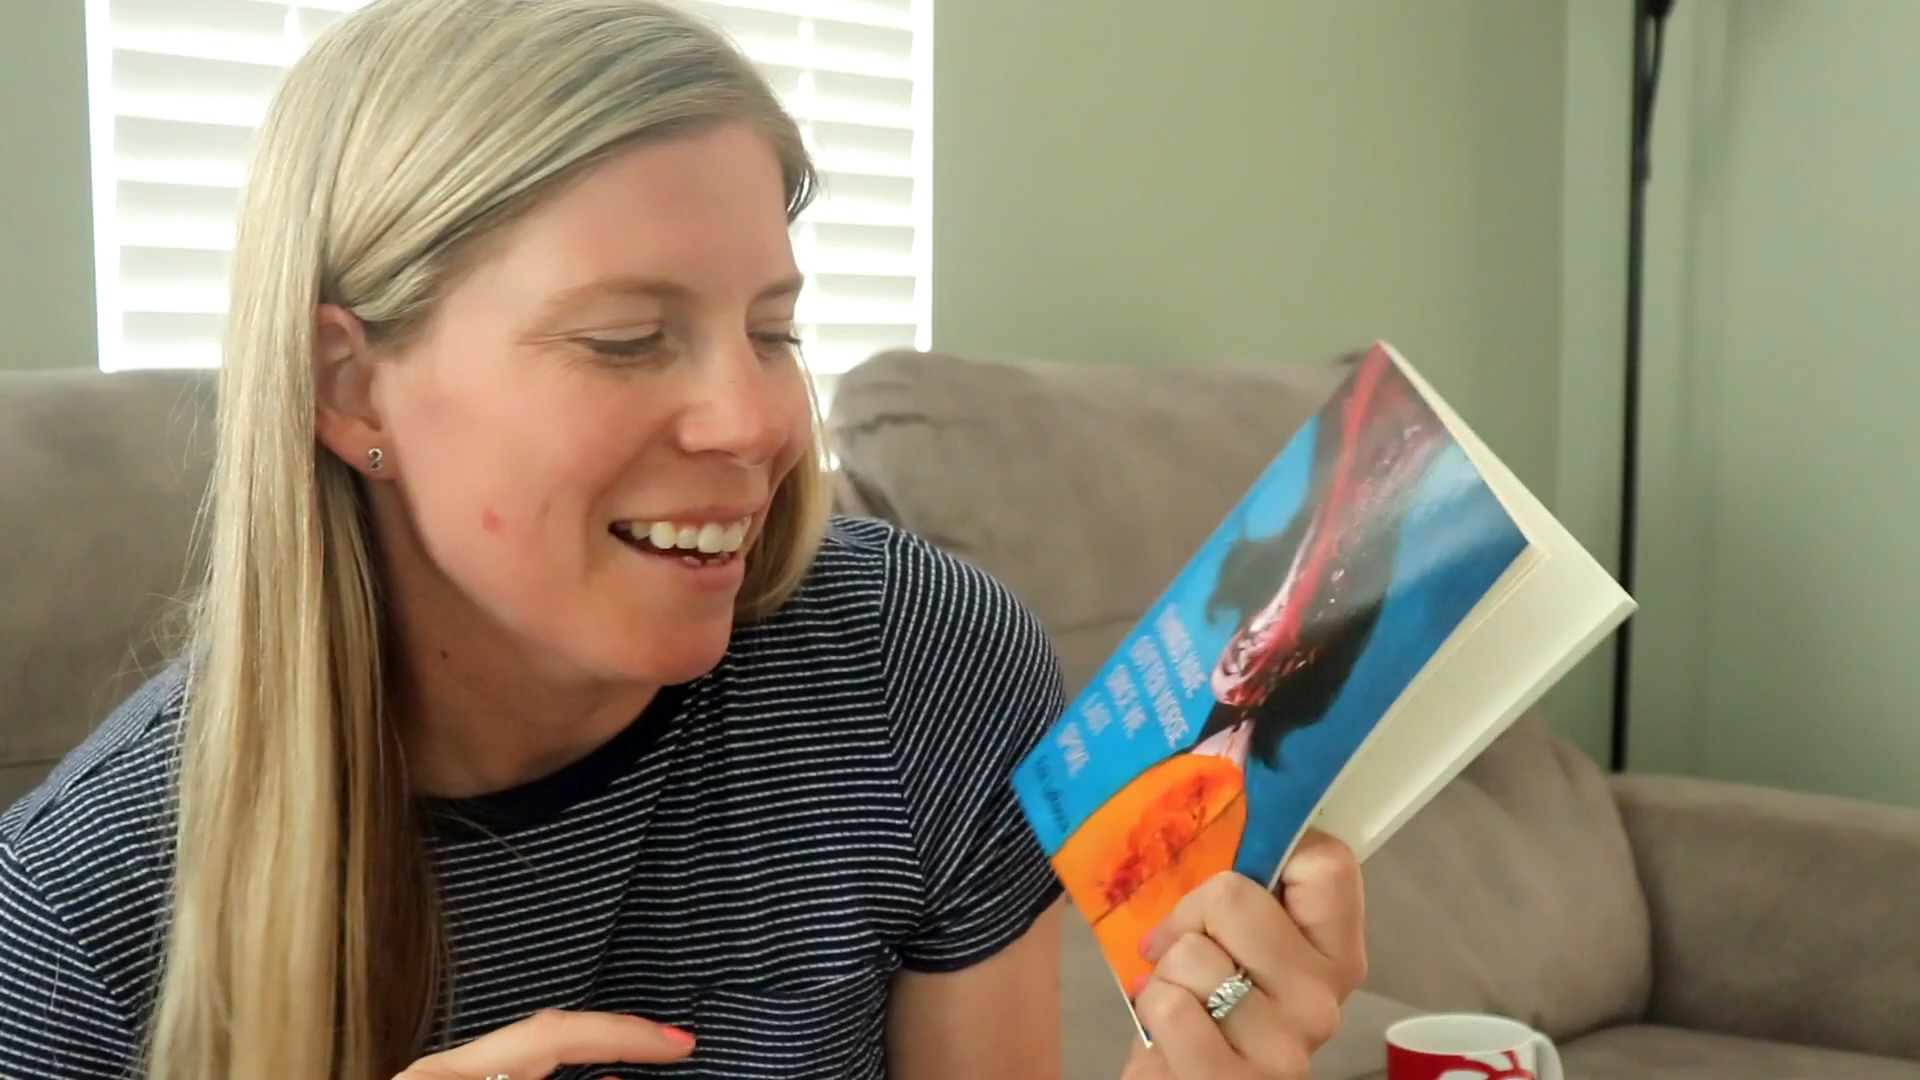 THINGS HAVE
GOTTEN WORSE
SINCE WE
LAST
SPOKE